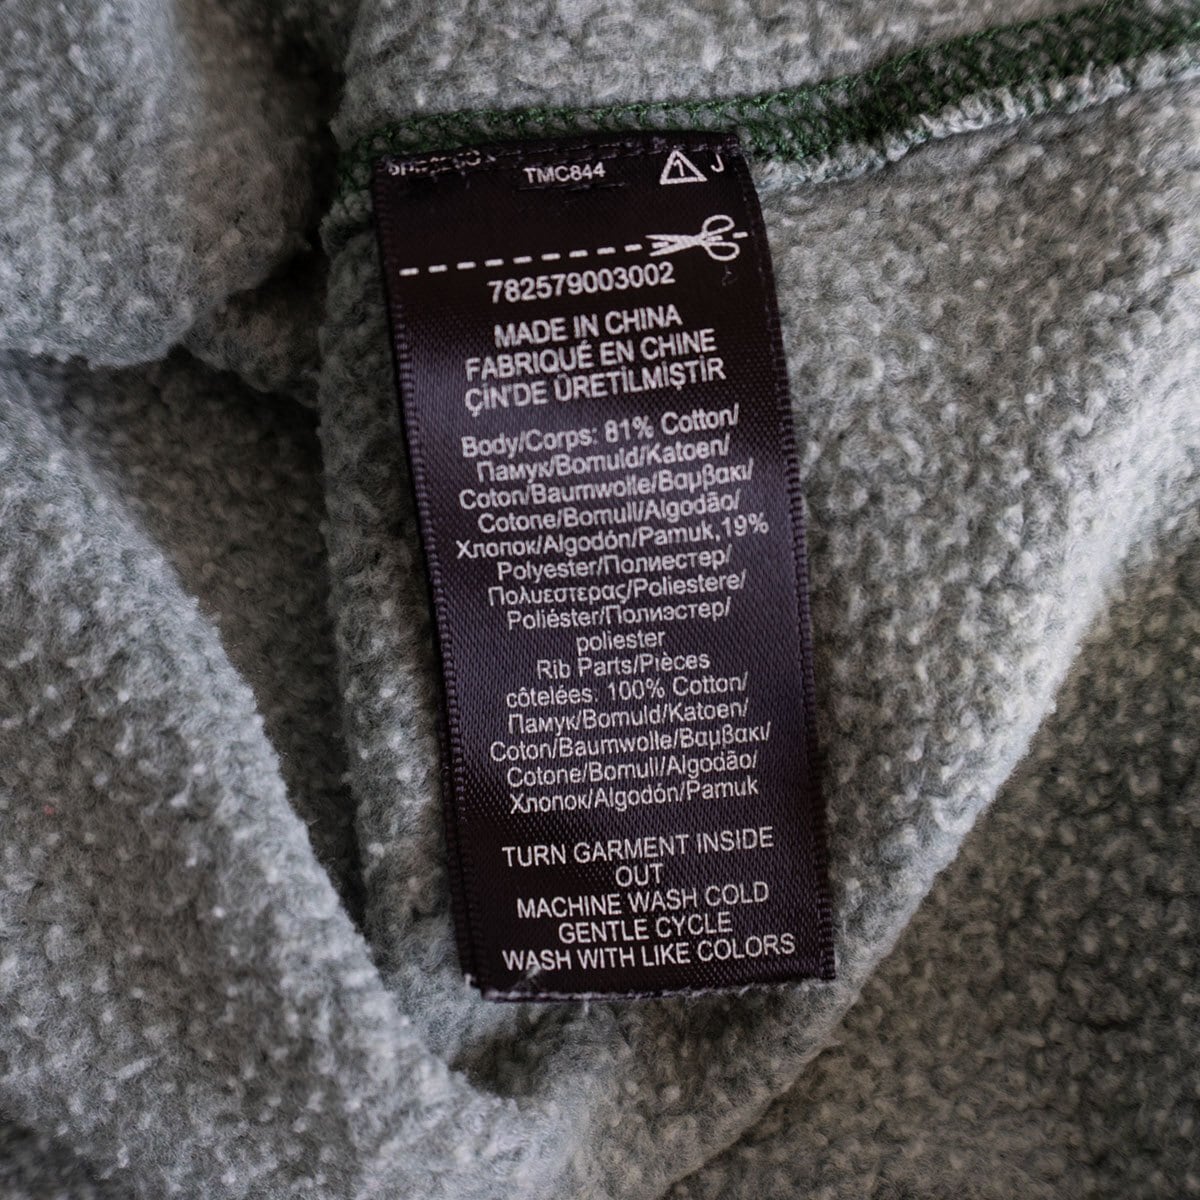 TMC844
1 J
782579003002
MADE IN CHINA
FABRIQUÉ EN CHINE
ÇİN'DE ÜRETİLMİŞTİR
Body/Corps: 81% Cotton/
Памук/Bomuld/Katoen/
Coton/Baumwolle/Βαμβακι/
Cotone/Bomull/Algodão/
Хлопок/Algodón/Pamuk, 19%
Polyester/Полиестер/
Πολυεστερας/Poliestere/
Poliéster/Полиэстер/
poliester
Rib Parts/Pièces
côtelées 100% Cotton/
Памук/Bomuld/Katoen/
Coton/Baumwolle/Βαμβακι/
Cotone/Bomull/Algodão/
Хлопок/Algodón/Pamuk
TURN GARMENT INSIDE
OUT
MACHINE WASH COLD
GENTLE CYCLE
WASH WITH LIKE COLORS